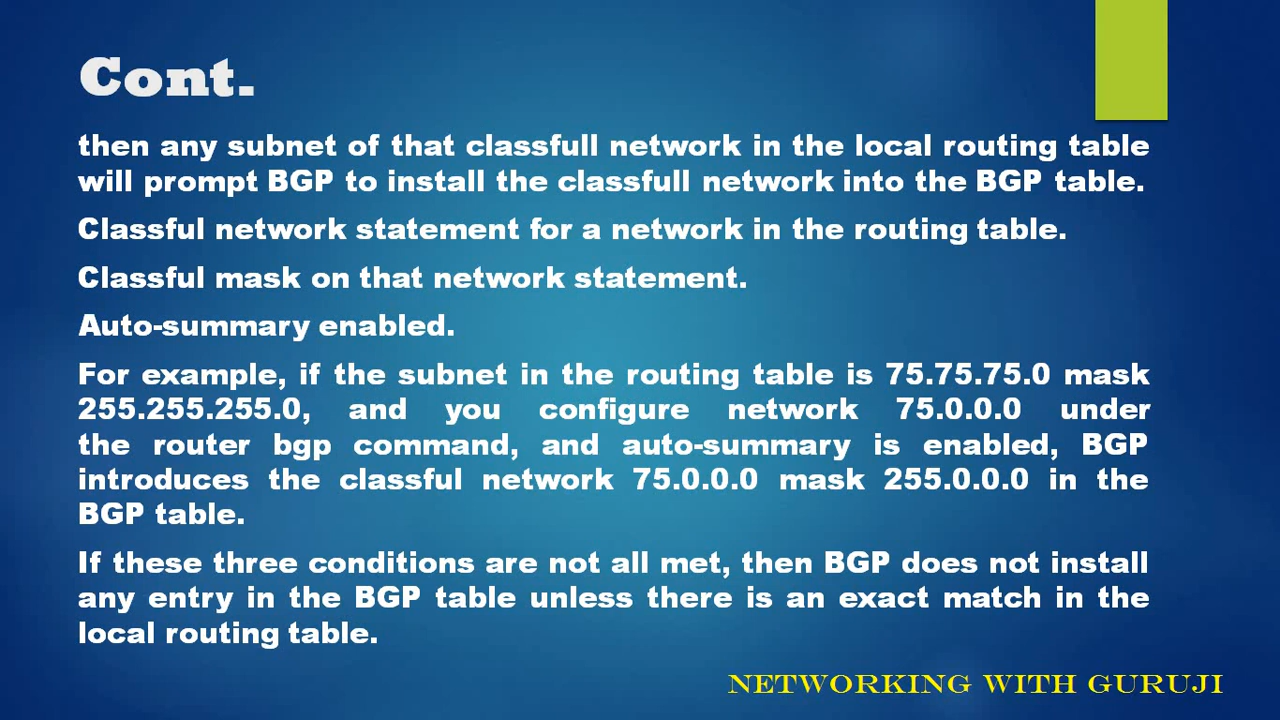 Cont.
then any subnet of that classfull network in the local routing table
will prompt BGP to install the classfull network into the BGP table.
Classful network statement for a network in the routing table.
Classful mask on that network statement.
Auto-summary enabled.
For example, if the subnet in the routing table is 75.75.75.0 mask
255.255.255.0, and you configure network 75.0.0.0 under
the router bgp command, and auto-summary is enabled, BGP
introduces the classful network 75.0.0.0 mask 255.0.0.0 in the
BGP table.
If these three conditions are not all met, then BGP does not install
any entry in the BGP table unless there is an exact match in the
local routing table.
NETWORKING WITH GURUJI